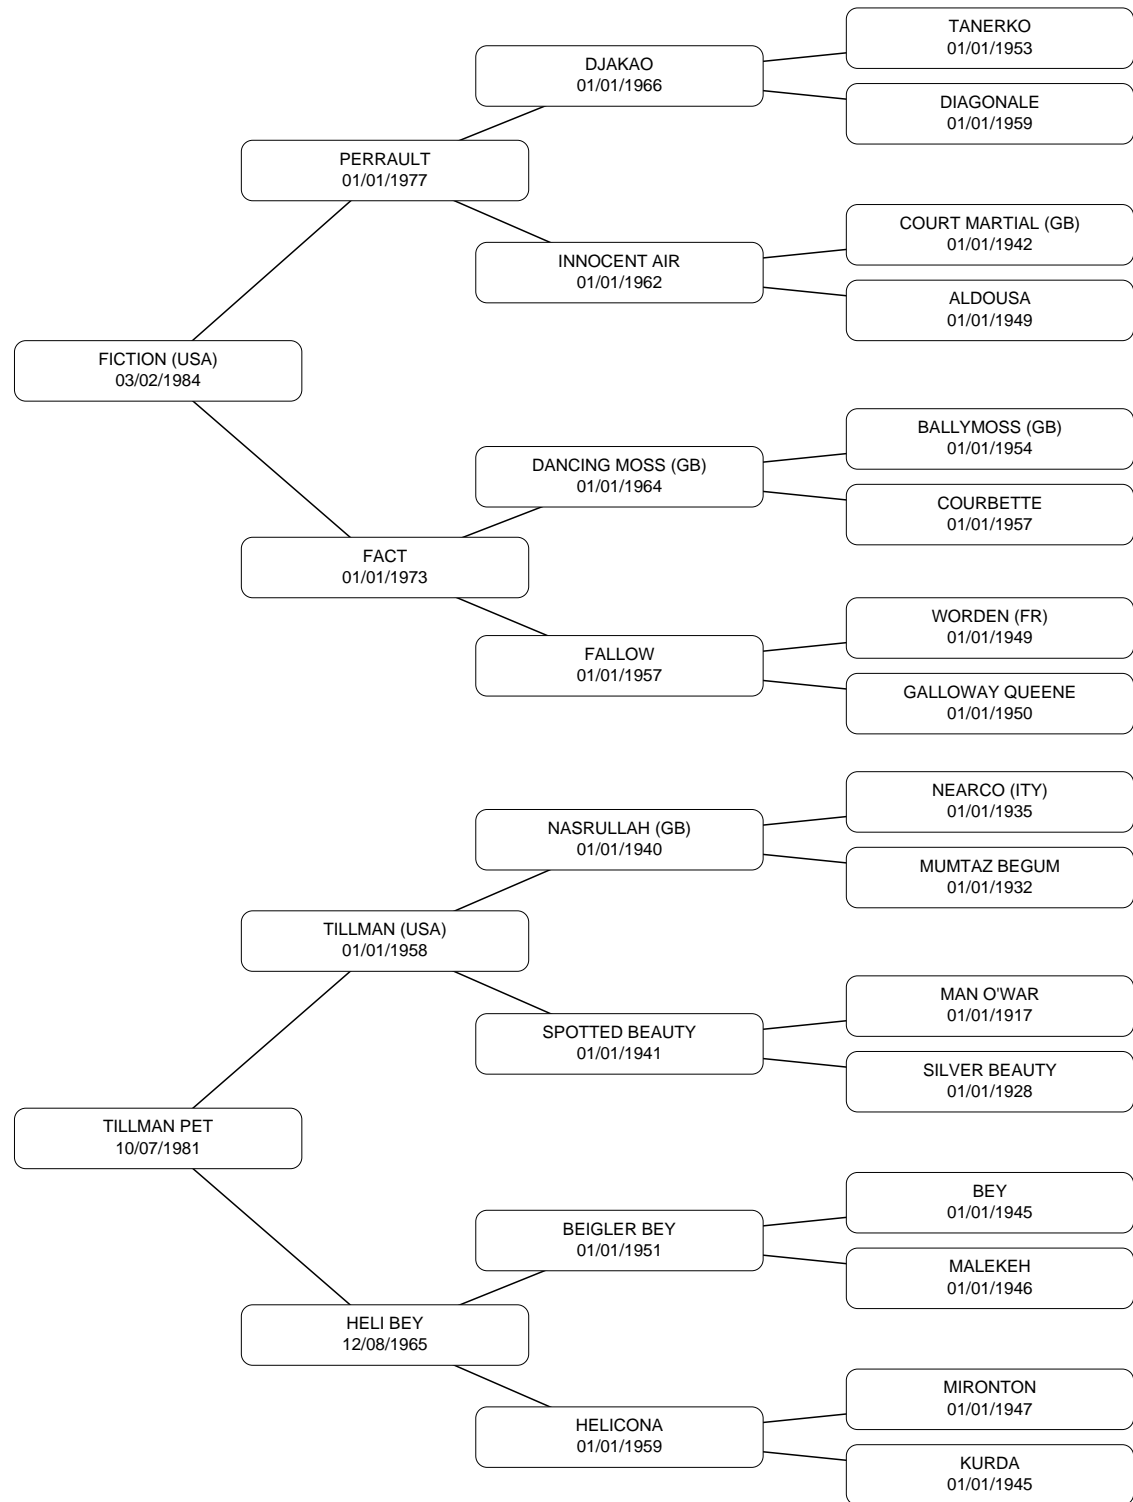 TANERKO
01/01/1953
DJAKAO
01/01/1966
DIAGONALE
01/01/1959
PERRAULT
01/01/1977
COURT MARTIAL (GB)
01/01/1942
INNOCENT AIR
01/01/1962
ALDOUSA
01/01/1949
FICTION (USA)
03/02/1984
BALLYMOSS (GB)
01/01/1954
DANCING MOSS (GB)
01/01/1964
COURBETTE
01/01/1957
FACT
01/01/1973
WORDEN (FR)
01/01/1949
FALLOW
01/01/1957
GALLOWAY QUEENE
01/01/1950
NEARCO (ITY)
01/01/1935
NASRULLAH (GB)
01/01/1940
MUMTAZ BEGUM
01/01/1932
TILLMAN (USA)
01/01/1958
MAN O'WAR
01/01/1917
SPOTTED BEAUTY
01/01/1941
SILVER BEAUTY
01/01/1928
TILLMAN PET
10/07/1981
BEY
01/01/1945
BEIGLER BEY
01/01/1951
MALEKEH
01/01/1946
HELI BEY
12/08/1965
MIRONTON
01/01/1947
HELICONA
01/01/1959
KURDA
01/01/1945